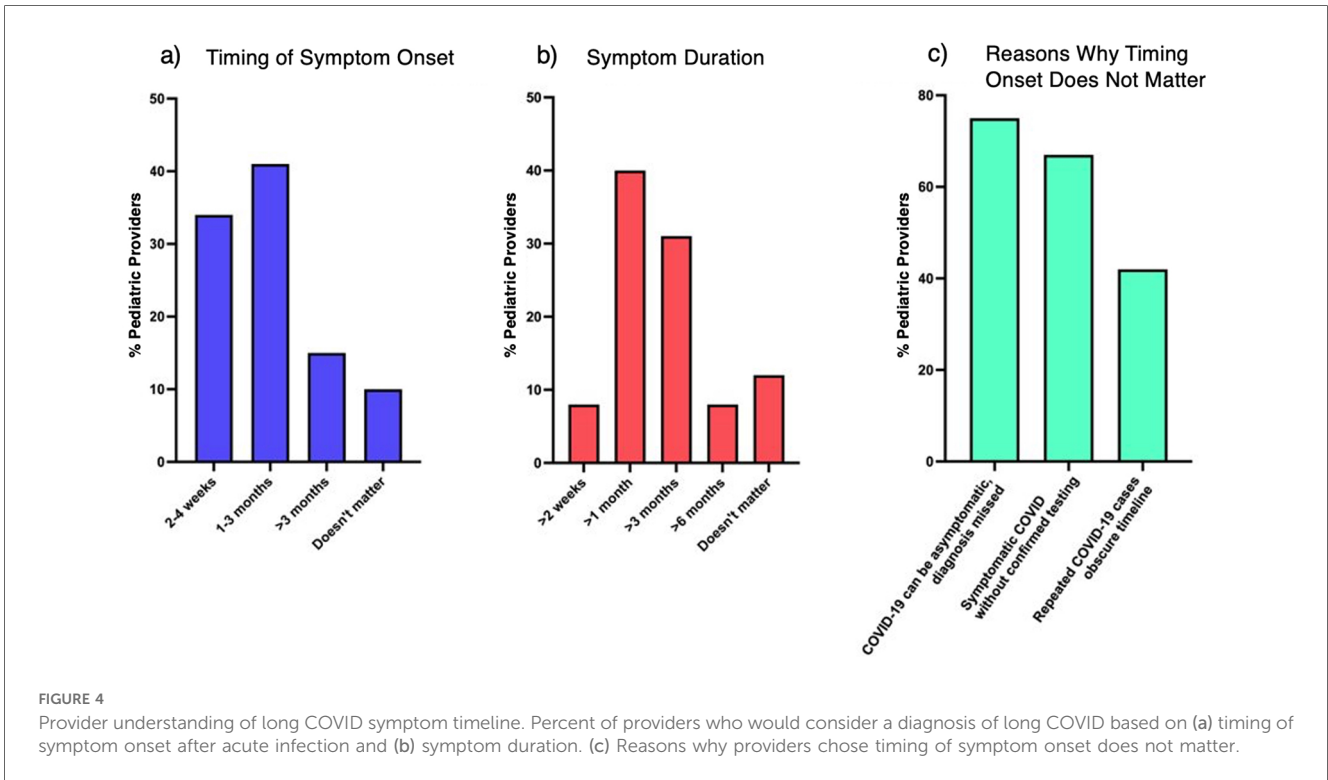 a) Timing of Symptom Onset
50
40
30
20
10
0
% Pediatric Providers
2-4 weeks
1-3 months
>3 months
Doesn't matter
b) Symptom Duration
50
40
30
20
10
0
% Pediatric Providers
>2 weeks
>1 month
>3 months
>6 months
Doesn't matter
c) Reasons Why Timing
Onset Does Not Matter
80
60
40
20
0
% Pediatric Providers
COVID-19 can be asymptomatic,
diagnosis missed
Symptomatic COVID
without confirmed testing
Repeated COVID-19 cases
obscure timeline
FIGURE 4
Provider understanding of long COVID symptom timeline. Percent of providers who would consider a diagnosis of long COVID based on (a) timing of
symptom onset after acute infection and (b) symptom duration. (c) Reasons why providers chose timing of symptom onset does not matter.